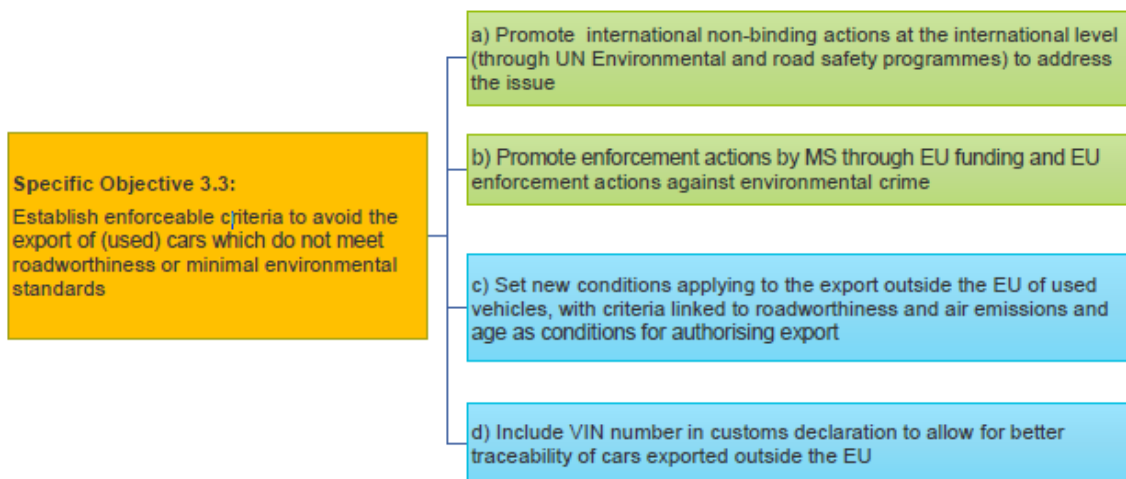 Specific Objective 3.3:
Establish enforceable criteria to avoid the
export of (used) cars which do not meet
roadworthiness or minimal environmental
standards
a) Promote international non-binding actions at the international level
(through UN Environmental and road safety programmes) to address
the issue
b) Promote enforcement actions by MS through EU funding and EU
enforcement actions against environmental crime
c) Set new conditions applying to the export outside the EU of used
vehicles, with criteria linked to roadworthiness and air emissions and
age as conditions for authorising export
d) Include VIN number in customs declaration to allow for better
traceability of cars exported outside the EU